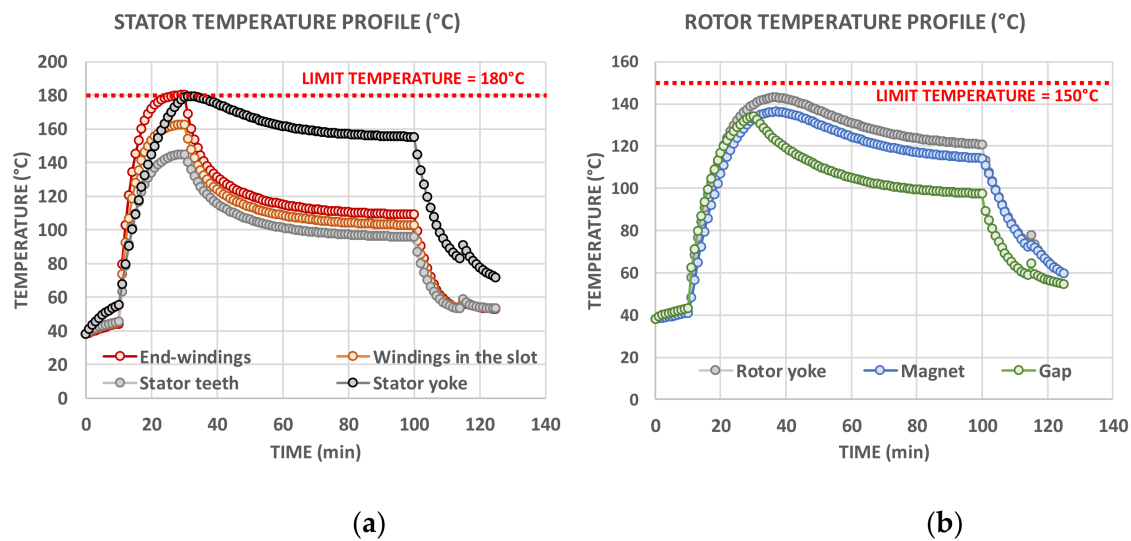 STATOR TEMPERATURE PROFILE (°C)
200
180
160
140
120
100
80
60
40
20
0
TEMPERATURE (°C)
LIMIT TEMPERATURE = 180°C
End-windings
Windings in the slot
Stator teeth
Stator yoke
0 20 40 60 80 100 120 140
TIME (min)
(a)
ROTOR TEMPERATURE PROFILE (°C)
160
140
120
100
80
60
40
20
0
TEMPERATURE (°C)
LIMIT TEMPERATURE = 150°C
Rotor yoke Magnet Gap
0 20 40 60 80 100 120 140
TIME (min)
(b)